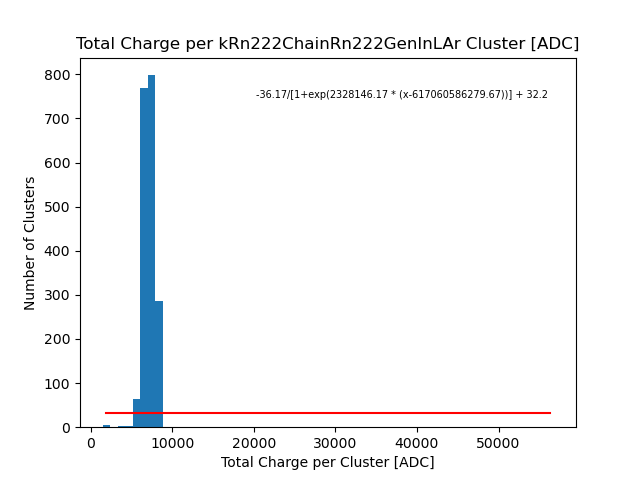 Total Charge per kRn222ChainRn222GenInLAr Cluster [ADC]
-36.17/[1+exp(2328146.17 * (x-617060586279.67))] + 32.2
Number of Clusters
800
700
600
500
400
300
200
100
0
0 10000 20000 30000 40000 50000
Total Charge per Cluster [ADC]